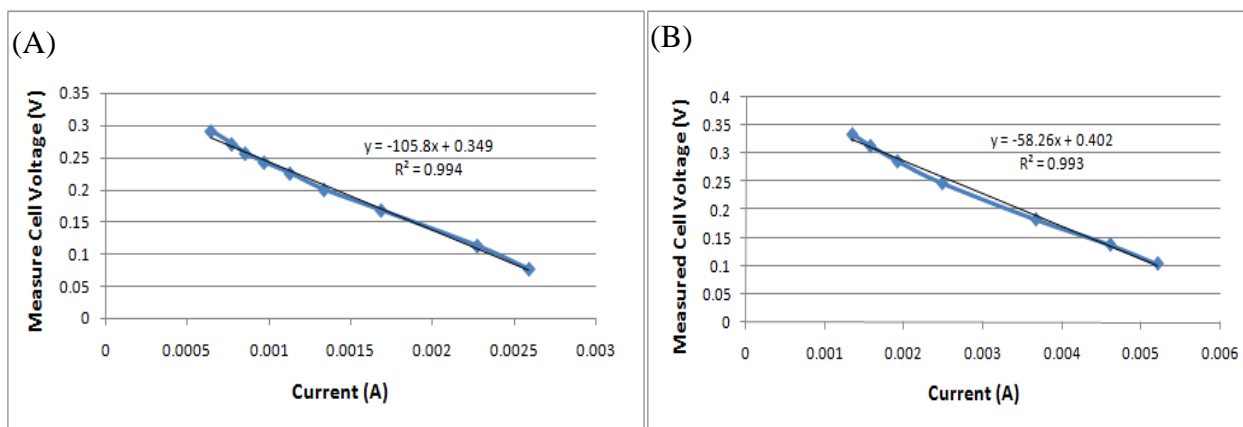 (A)
Measure Cell Voltage (V)
0.35
0.3
0.25
0.2
0.15
0.1
0.05
0
y = -105.8x + 0.349
R² = 0.994
0 0.0005 0.001 0.0015 0.002 0.0025 0.003
Current (A)
(B)
Measured Cell Voltage (V)
0.4
0.35
0.3
0.25
0.2
0.15
0.1
0.05
0
y = -58.26x + 0.402
R² = 0.993
0 0.001 0.002 0.003 0.004 0.005 0.006
Current (A)